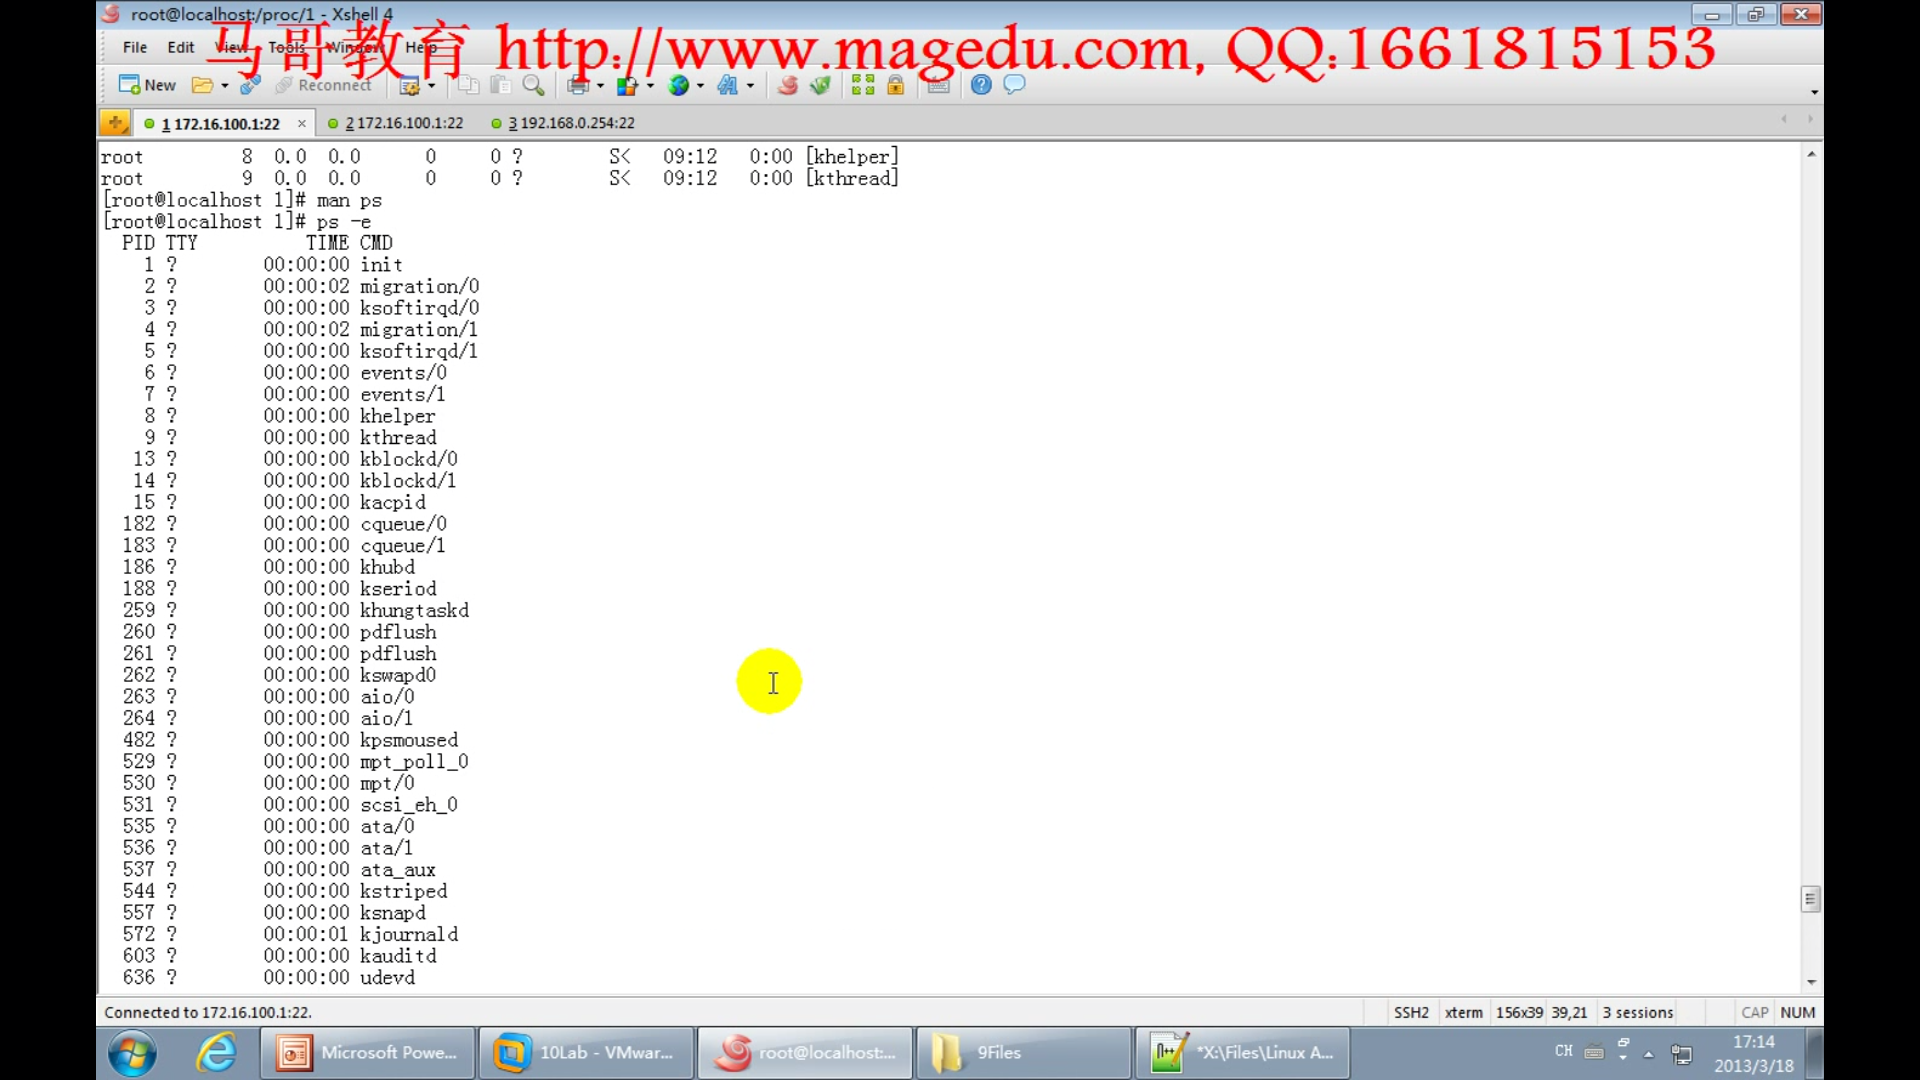 root@localhost:/proc/1 - Xshell 4
马哥教育 http://www.magedu.com, QQ:1661815153
File Edit View Tools Window Help
New Reconnect
1 172.16.100.1:22 × 2 172.16.100.1:22 3 192.168.0.254:22
root 8 0.0 0.0 0 0 ? S< 09:12 0:00 [khelper]
root 9 0.0 0.0 0 0 ? S< 09:12 0:00 [kthread]
[root@localhost 1]# man ps
[root@localhost 1]# ps -e
PID TTY TIME CMD
1 ? 00:00:00 init
2 ? 00:00:02 migration/0
3 ? 00:00:00 ksoftirqd/0
4 ? 00:00:02 migration/1
5 ? 00:00:00 ksoftirqd/1
6 ? 00:00:00 events/0
7 ? 00:00:00 events/1
8 ? 00:00:00 khelper
9 ? 00:00:00 kthread
13 ? 00:00:00 kblockd/0
14 ? 00:00:00 kblockd/1
15 ? 00:00:00 kacpid
182 ? 00:00:00 cqueue/0
183 ? 00:00:00 cqueue/1
186 ? 00:00:00 khubd
188 ? 00:00:00 kseriod
259 ? 00:00:00 khungtaskd
260 ? 00:00:00 pdflush
261 ? 00:00:00 pdflush
262 ? 00:00:00 kswapd0
263 ? 00:00:00 aio/0
264 ? 00:00:00 aio/1
482 ? 00:00:00 kpsmoused
529 ? 00:00:00 mpt_poll_0
530 ? 00:00:00 mpt/0
531 ? 00:00:00 scsi_eh_0
535 ? 00:00:00 ata/0
536 ? 00:00:00 ata/1
537 ? 00:00:00 ata_aux
544 ? 00:00:00 kstriped
557 ? 00:00:00 ksnapd
572 ? 00:00:01 kjournald
603 ? 00:00:00 kauditd
636 ? 00:00:00 udevd
Connected to 172.16.100.1:22. SSH2 xterm 156x39 39,21 3 sessions CAP NUM
Microsoft Powe... 10Lab - VMwar... root@localhost:... 9Files *X:\Files\Linux A... CH 17:14
2013/3/18